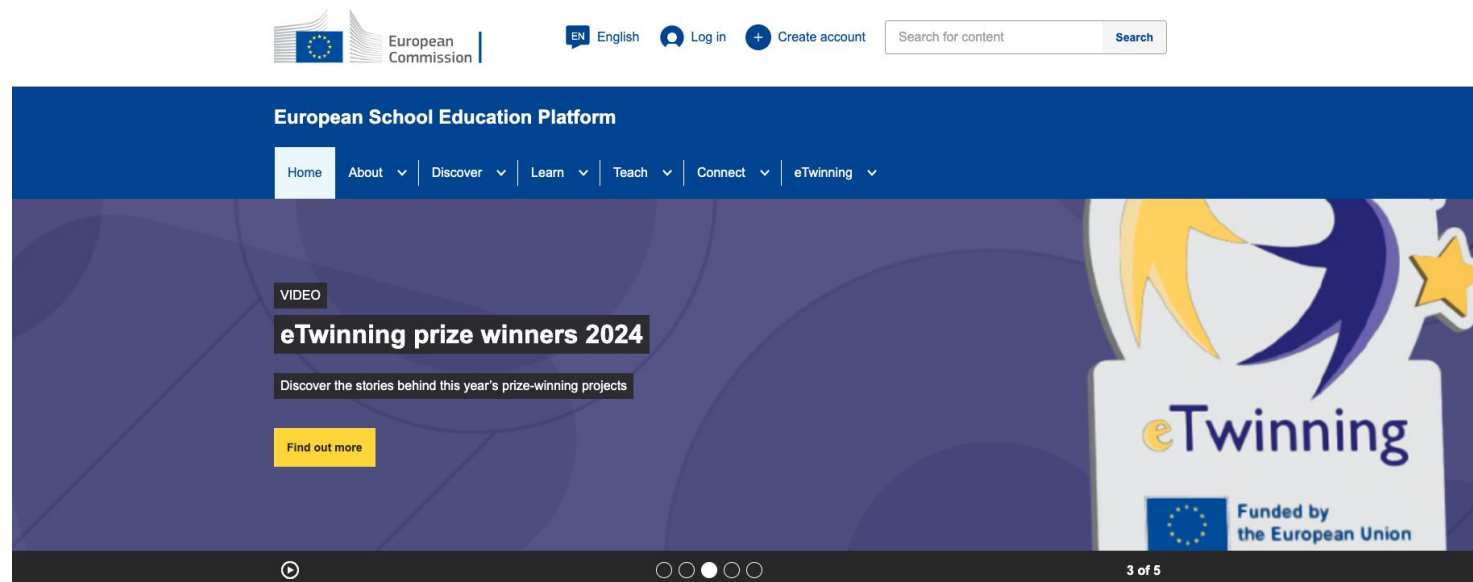 European
Commission
EN English Log in + Create account Search for content Search
European School Education Platform
Home About Discover Learn Teach Connect eTwinning
VIDEO
eTwinning prize winners 2024
Discover the stories behind this year's prize-winning projects
Find out more
eTwinning
Funded by
the European Union
3 of 5